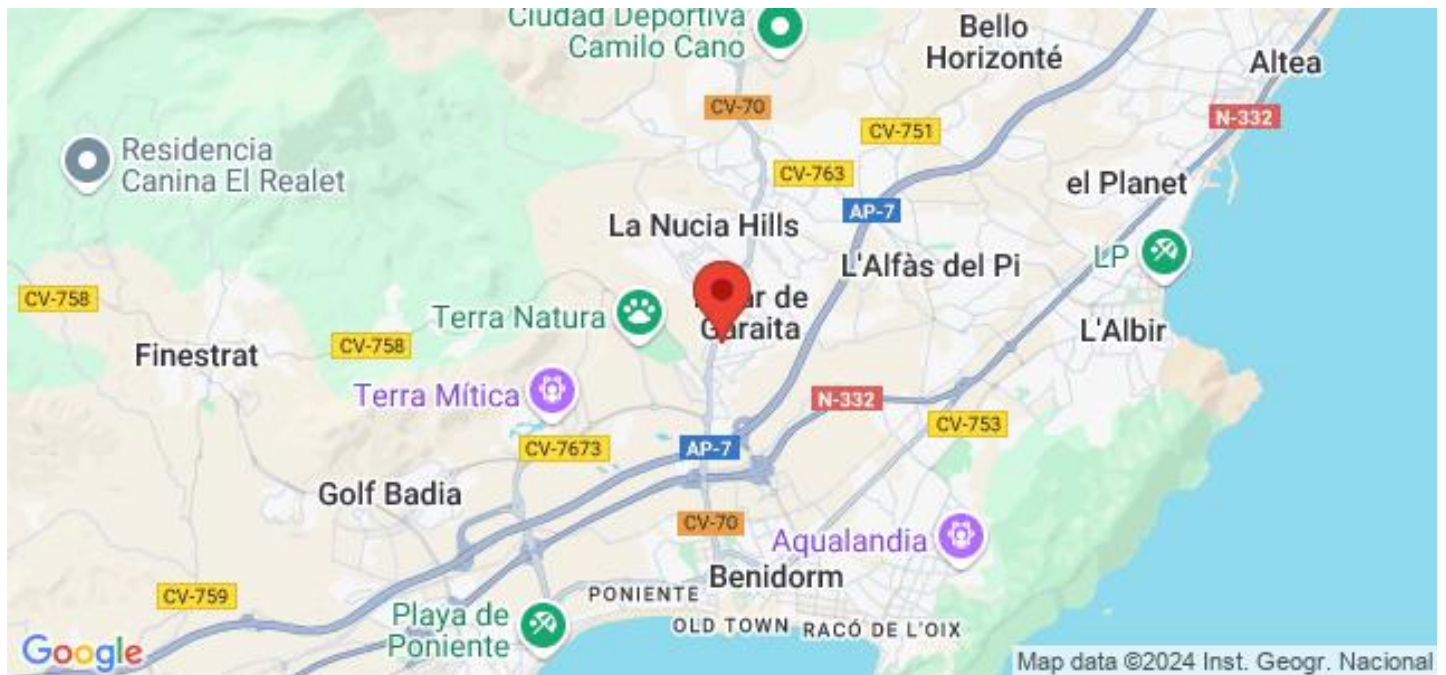 Ciudad Deportiva
Camilo Cano
Bello
Horizonté
Altea
CV-70
N-332
CV-751
Residencia
Canina El Realet
CV-763
el Planet
AP-7
La Nucia Hills
LP
L'Alfàs del Pi
CV-758
Terra Natura
ar de
Garaita
L'Albir
Finestrat
CV-758
Terra Mítica
N-332
CV-753
CV-7673
AP-7
Golf Badia
CV-70
Aqualandia
Benidorm
CV-759
PONIENTE
Playa de
Poniente
OLD TOWN
RACÓ DE L'OIX
Google
Map data ©2024 Inst. Geogr. Nacional